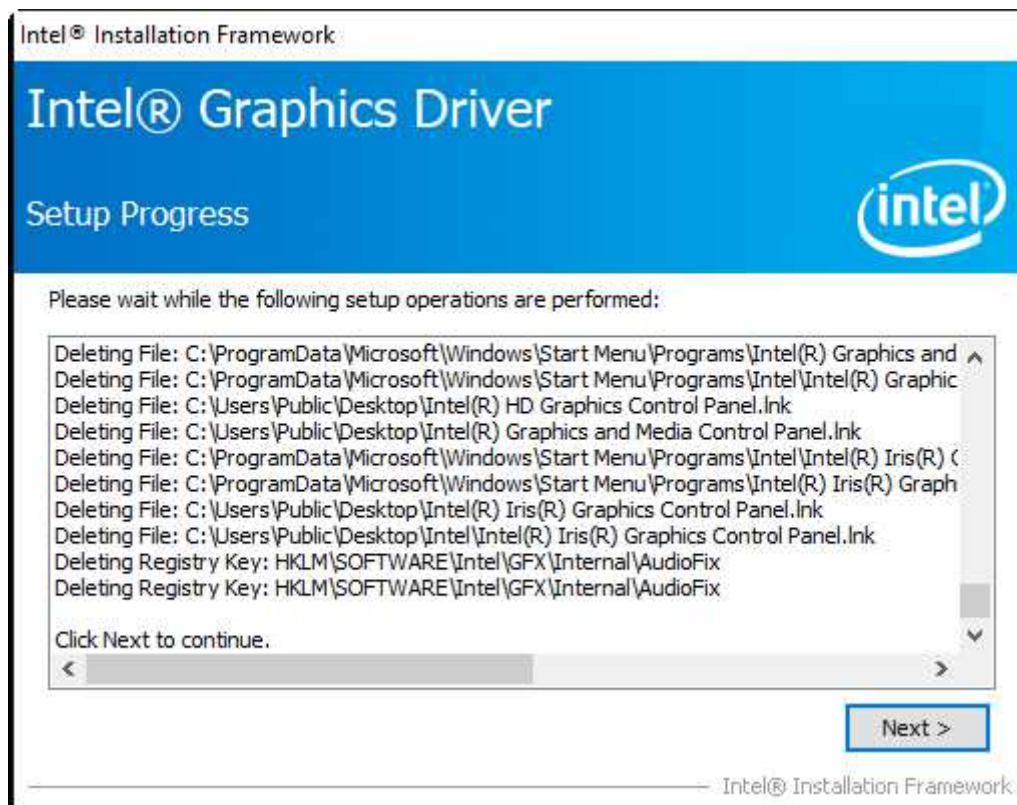 Intel® Installation Framework
Intel® Graphics Driver
Setup Progress
intel
Please wait while the following setup operations are performed:
Deleting File: C:\ProgramData\Microsoft\Windows\Start Menu\Programs\Intel(R) Graphics and
Deleting File: C:\ProgramData\Microsoft\Windows\Start Menu\Programs\Intel\Intel(R) Graphic
Deleting File: C:\Users\Public\Desktop\Intel(R) HD Graphics Control Panel.lnk
Deleting File: C:\Users\Public\Desktop\Intel(R) Graphics and Media Control Panel.lnk
Deleting File: C:\ProgramData\Microsoft\Windows\Start Menu\Programs\Intel\Intel(R) Iris(R) G
Deleting File: C:\ProgramData\Microsoft\Windows\Start Menu\Programs\Intel(R) Iris(R) Graph
Deleting File: C:\Users\Public\Desktop\Intel(R) Iris(R) Graphics Control Panel.lnk
Deleting File: C:\Users\Public\Desktop\Intel\Intel(R) Iris(R) Graphics Control Panel.lnk
Deleting Registry Key: HKLM\SOFTWARE\Intel\GFX\Internal\AudioFix
Deleting Registry Key: HKLM\SOFTWARE\Intel\GFX\Internal\AudioFix
Click Next to continue.
Next >
Intel® Installation Framework